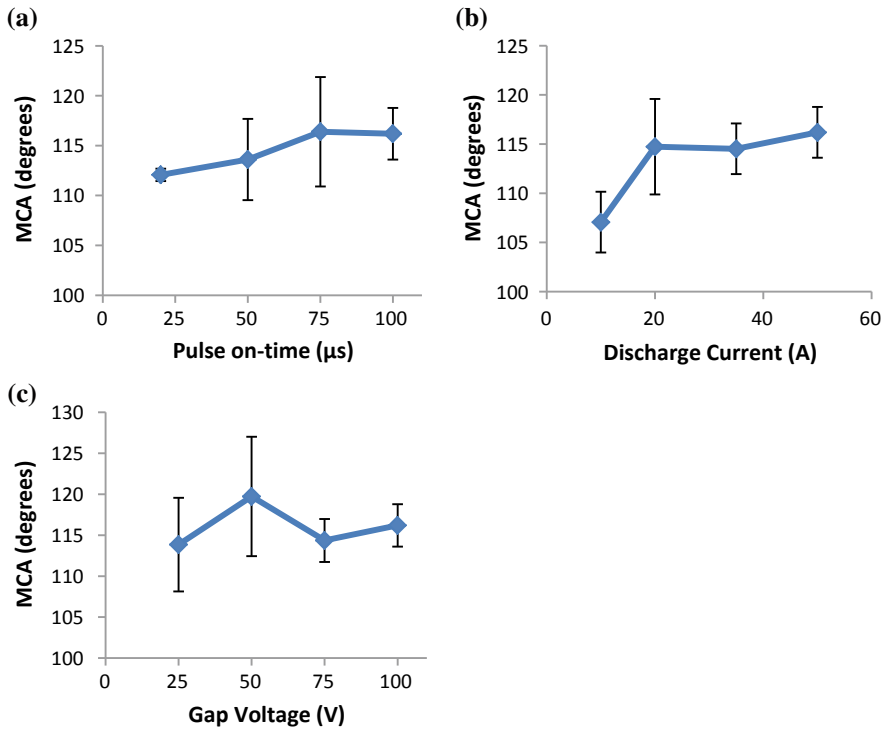 (a)
125
120
115
110
105
100
MCA (degrees)
0 25 50 75 100
Pulse on-time (μs)
(b)
125
120
115
110
105
100
MCA (degrees)
0 20 40 60
Discharge Current (A)
(c)
130
125
120
115
110
105
100
MCA (degrees)
0 25 50 75 100
Gap Voltage (V)